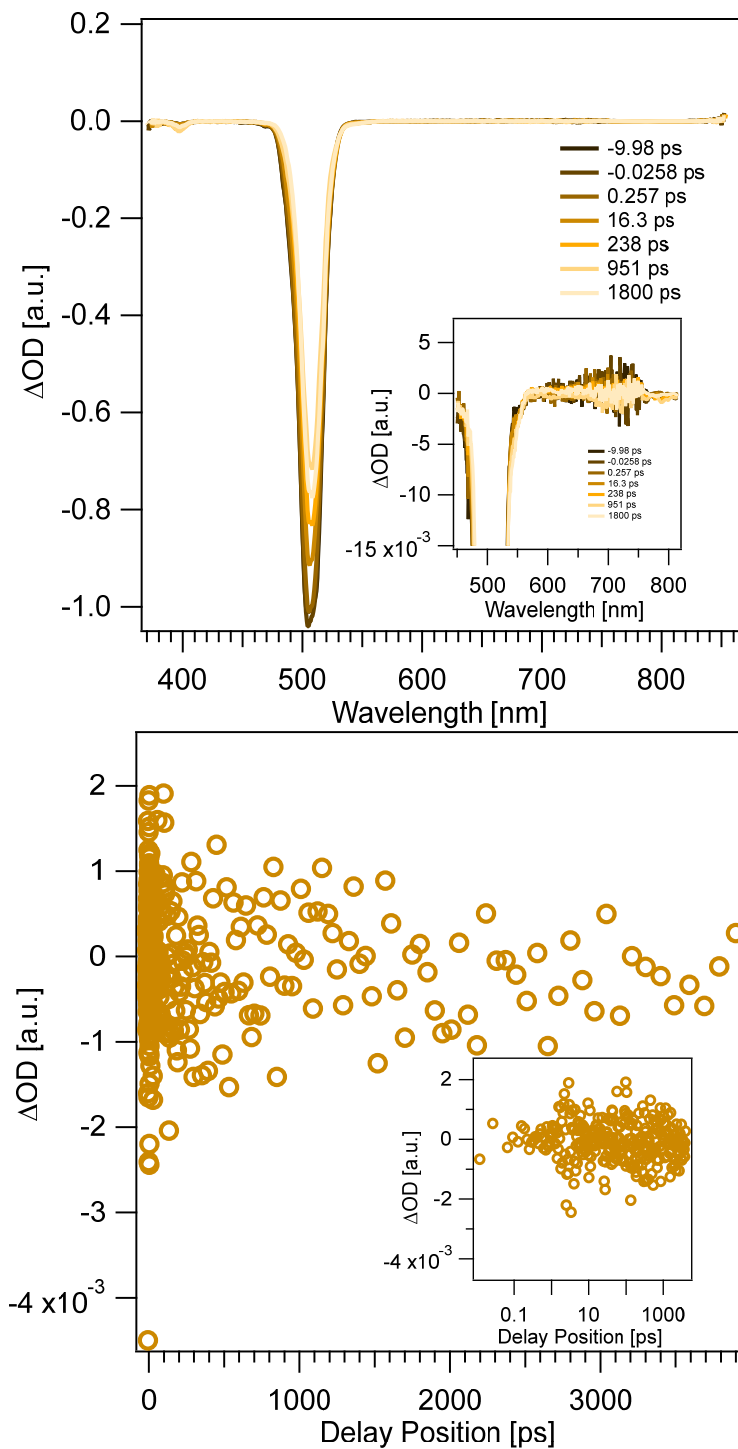 0.2
0.0
-0.2
-0.4
-0.6
-0.8
-1.0
ΔOD [a.u.]
-9.98 ps
-0.0258 ps
0.257 ps
16.3 ps
238 ps
951 ps
1800 ps
5
0
-5
-10
-15 x10⁻³
ΔOD [a.u.]
-9.98 ps
-0.0258 ps
0.257 ps
16.3 ps
238 ps
951 ps
1800 ps
500 600 700 800
Wavelength [nm]
400 500 600 700 800
Wavelength [nm]
2
1
0
-1
-2
-3
-4 x10⁻³
ΔOD [a.u.]
2
0
-2
-4 x10⁻³
ΔOD [a.u.]
0.1 10 1000
Delay Position [ps]
0 1000 2000 3000
Delay Position [ps]